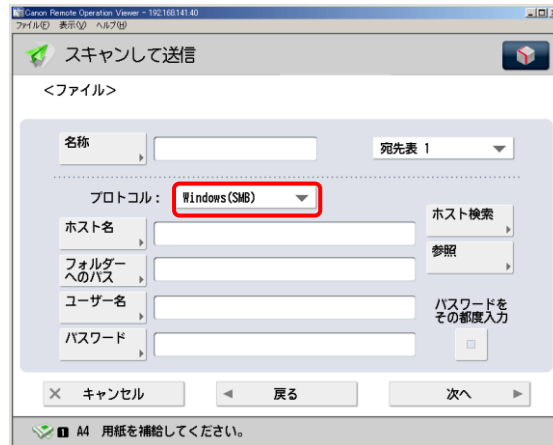 Canon Remote Operation Viewer - 192.168.141.40
ファイル(F) 表示(V) ヘルプ(H)
スキャンして送信
<ファイル>
名称
宛先表 1
プロトコル： Windows(SMB)
ホスト名
ホスト検索
フォルダーへのパス
参照
ユーザー名
パスワードを
その都度入力
パスワード
キャンセル
戻る
次へ
1 A4 用紙を補給してください。